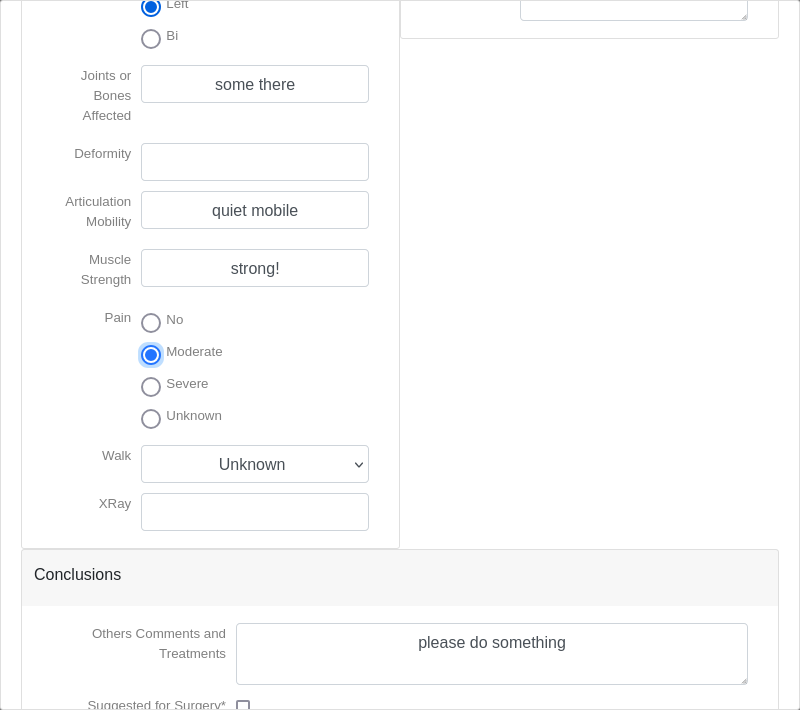 Left
Bi
Joints or
Bones
Affected
some there
Deformity
Articulation
Mobility
quiet mobile
Muscle
Strength
strong!
Pain
No
Moderate
Severe
Unknown
Walk
Unknown
XRay
Conclusions
Others Comments and
Treatments
please do something
Suggested for Surgery*